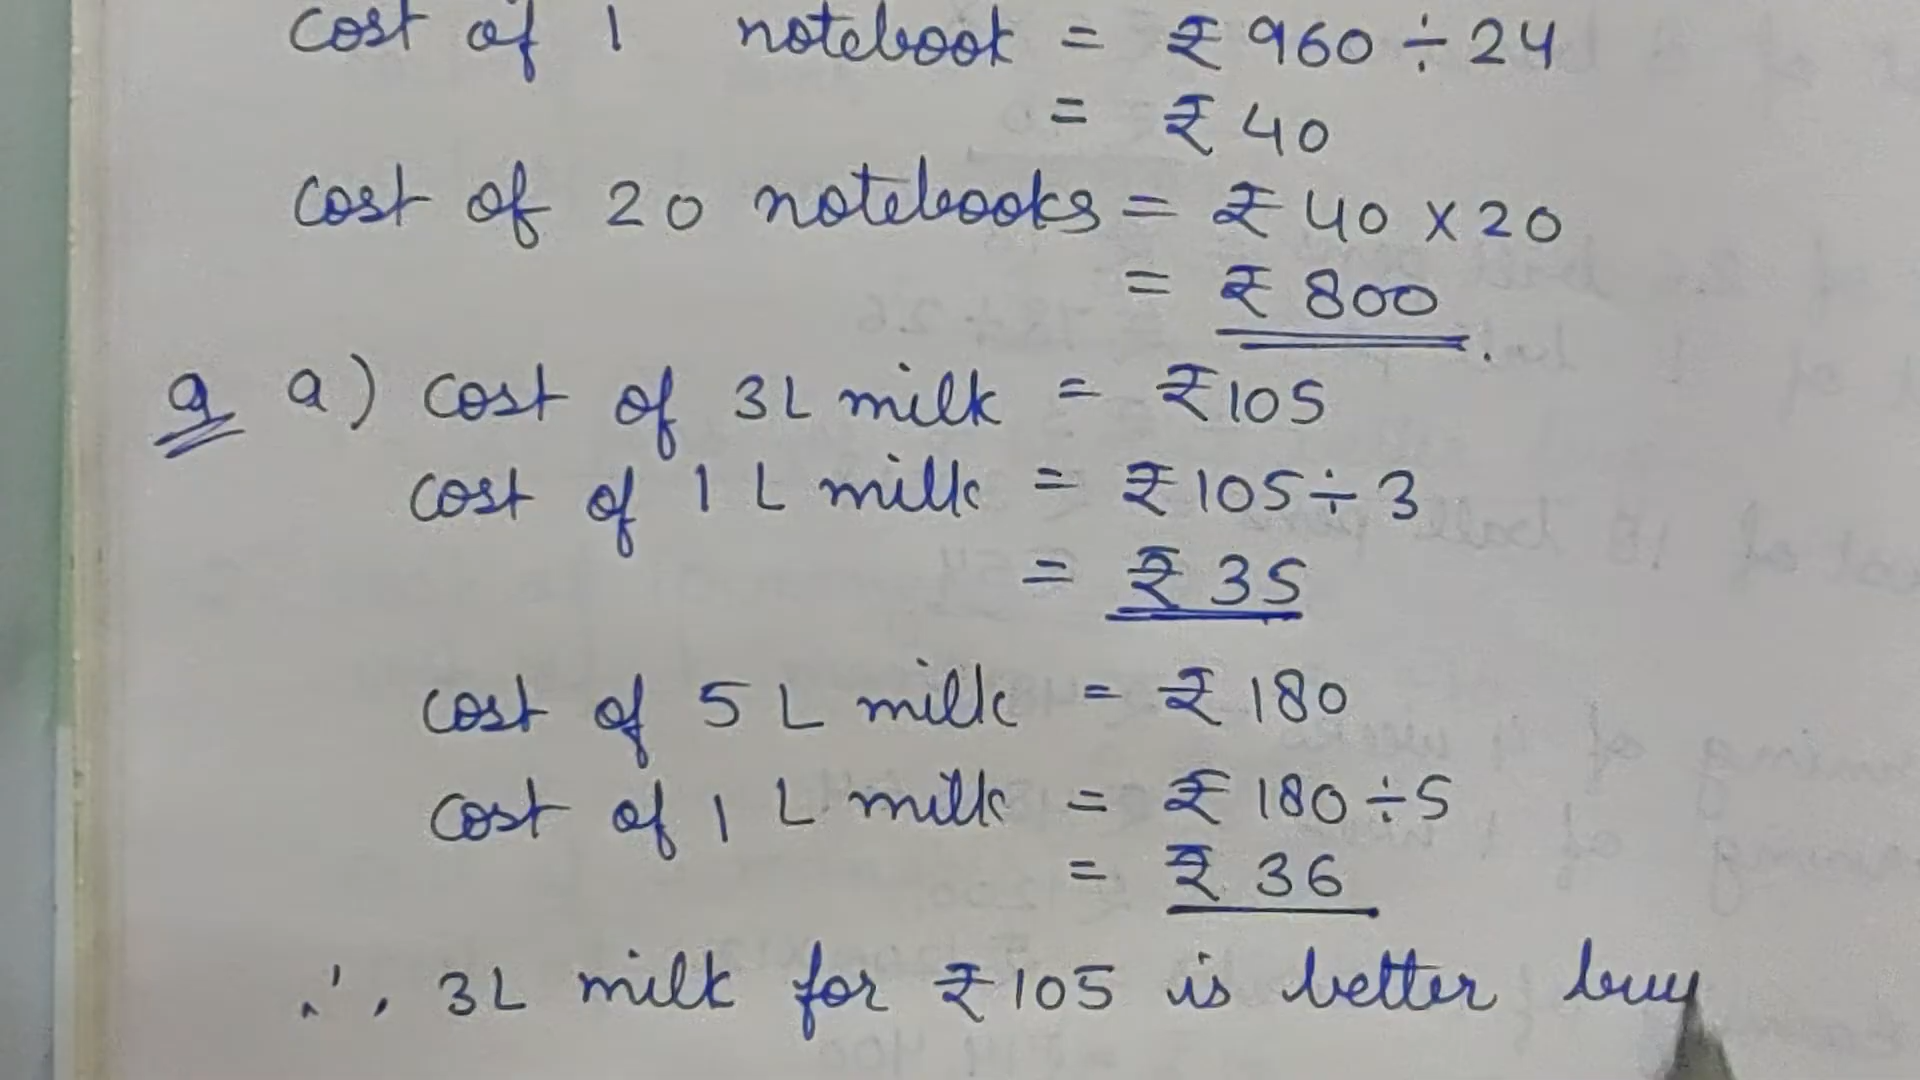 cost of 1 notebook = ₹ 960 ÷ 24
= ₹ 40
cost of 20 notebooks = ₹ 40 x 20
= ₹ 800.
9 a) cost of 3L milk = ₹105
cost of 1 L milk = ₹105 ÷ 3
= ₹ 35
cost of 5 L milk = ₹ 180
cost of 1 L milk = ₹ 180 ÷ 5
= ₹ 36
∴ 3L milk for ₹105 is better buy